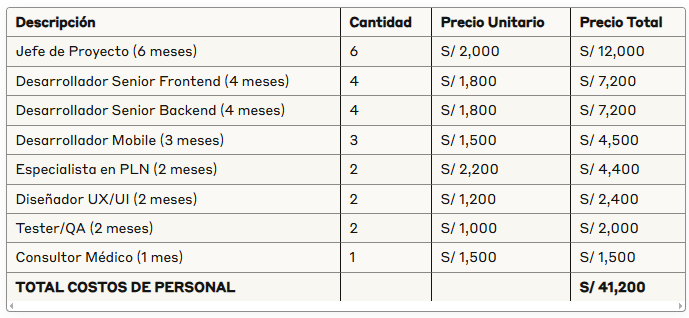 Descripción Cantidad Precio Unitario Precio Total
Jefe de Proyecto (6 meses) 6 S/ 2,000 S/ 12,000
Desarrollador Senior Frontend (4 meses) 4 S/ 1,800 S/ 7,200
Desarrollador Senior Backend (4 meses) 4 S/ 1,800 S/ 7,200
Desarrollador Mobile (3 meses) 3 S/ 1,500 S/ 4,500
Especialista en PLN (2 meses) 2 S/ 2,200 S/ 4,400
Diseñador UX/UI (2 meses) 2 S/ 1,200 S/ 2,400
Tester/QA (2 meses) 2 S/ 1,000 S/ 2,000
Consultor Médico (1 mes) 1 S/ 1,500 S/ 1,500
TOTAL COSTOS DE PERSONAL S/ 41,200